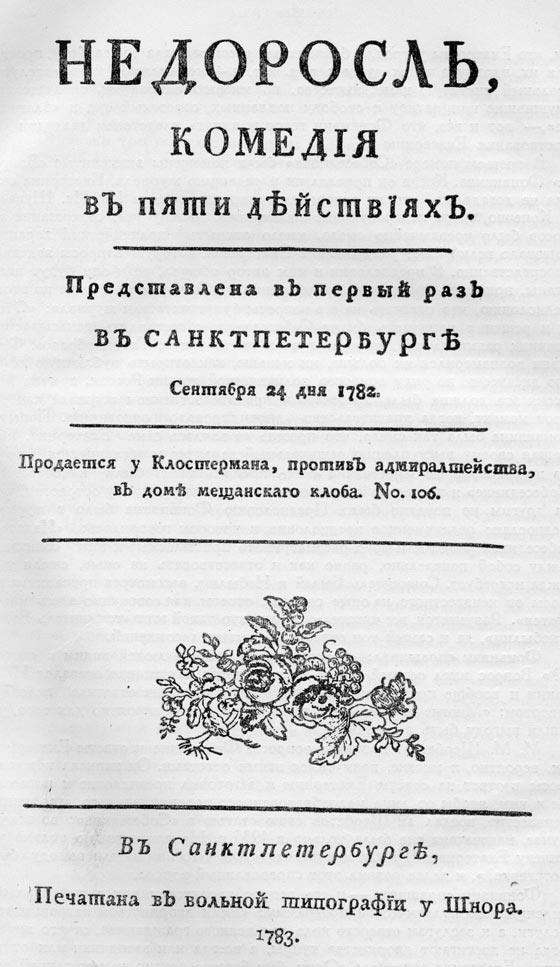 НЕДОРОСЛЬ,
КОМЕДІЯ
ВЪ ПЯТИ ДѢЙСТВІЯХЪ.
Представлена въ первый разъ
ВЪ САНКТПЕТЕРБУРГѢ
Сентября 24 дня 1782.
Продается у Клостермана, противъ адмиралтейства,
въ домѣ мещанскаго клоба. No. 106.
Въ Санктпетербургѣ,
Печатана въ вольной типографіи у Шнора.
1783.